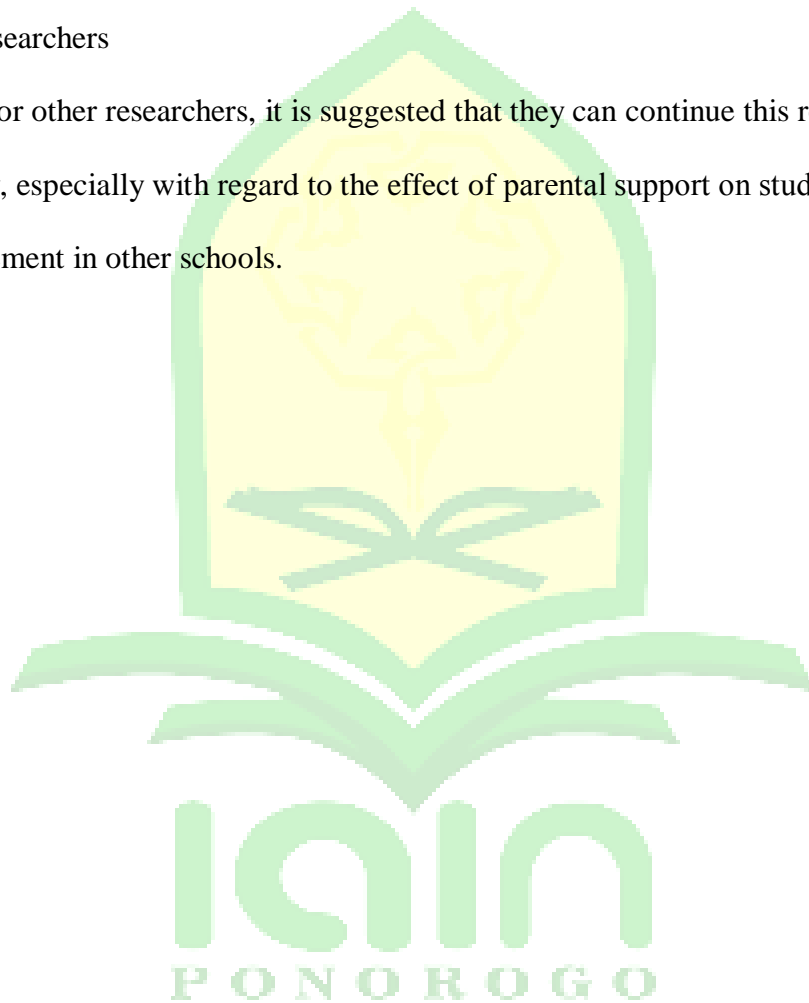 searchers
or other researchers, it is suggested that they can continue this r
, especially with regard to the effect of parental support on stud
ment in other schools.
iain
PONOROGO